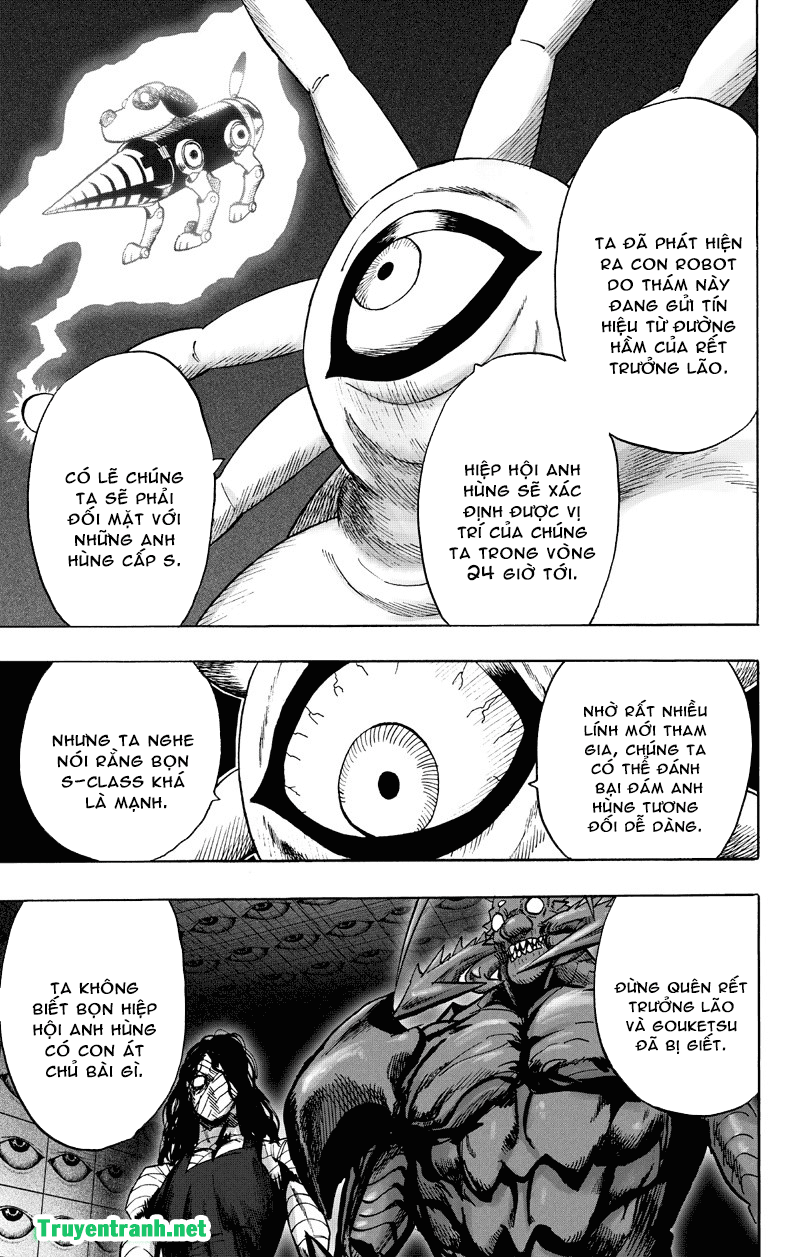 TA ĐÃ PHÁT HIỆN
RA CON ROBOT
DO THÁM NÀY
ĐANG GỬI TÍN
HIỆU TỪ ĐƯỜNG
HẦM CỦA RẾT
TRƯỞNG LÃO.
HIỆP HỘI ANH
HÙNG SẼ XÁC
ĐỊNH ĐƯỢC VỊ
TRÍ CỦA CHÚNG
TA TRONG VÒNG
24 GIỜ TỚI.
CÓ LẼ CHÚNG
TA SẼ PHẢI
ĐỐI MẶT VỚI
NHỮNG ANH
HÙNG CẤP S.
NHỜ RẤT NHIỀU
LÍNH MỚI THAM
GIA, CHÚNG TA
CÓ THỂ ĐÁNH
BẠI ĐÁM ANH
HÙNG TƯƠNG
ĐỐI DỄ DÀNG.
NHƯNG TA NGHE
NÓI RẰNG BỌN
S-CLASS KHÁ
LÀ MẠNH.
ĐỪNG QUÊN RẾT
TRƯỞNG LÃO
VÀ GOUKETSU
ĐÃ BỊ GIẾT.
TA KHÔNG
BIẾT BỌN HIỆP
HỘI ANH HÙNG
CÓ CON ÁT
CHỦ BÀI GÌ.
Truyentranh.net